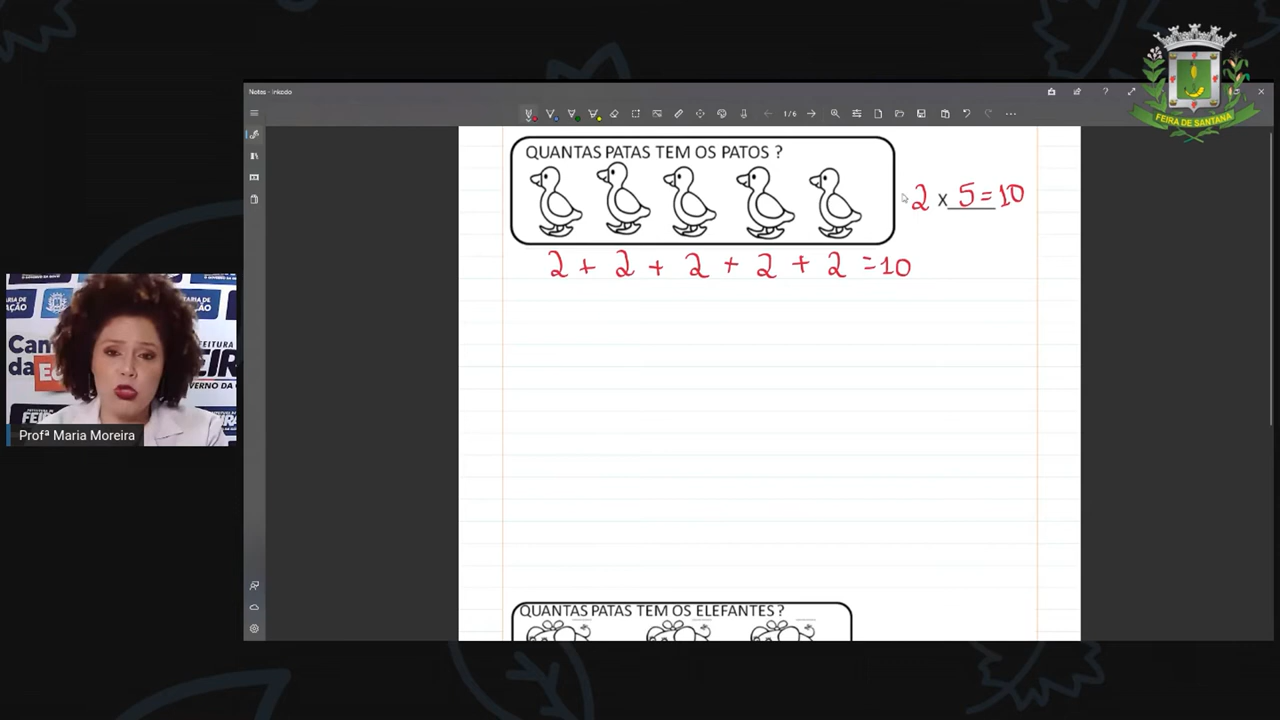 FEIRA DE SANTANA
Notes - Inkodo
1/6
QUANTAS PATAS TEM OS PATOS ?
2 x 5 = 10
2 + 2 + 2 + 2 + 2 = 10
Profª Maria Moreira
QUANTAS PATAS TEM OS ELEFANTES ?